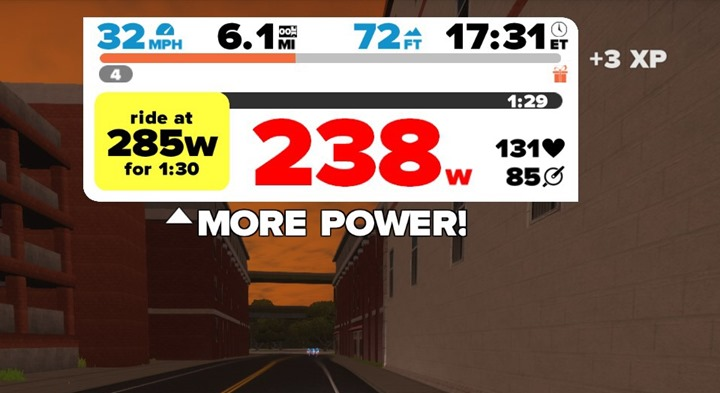 32 MPH 6.1 MI 72 FT 17:31 ET
+3 XP
4
1:29
ride at
285w
for 1:30
238w
131
85
MORE POWER!